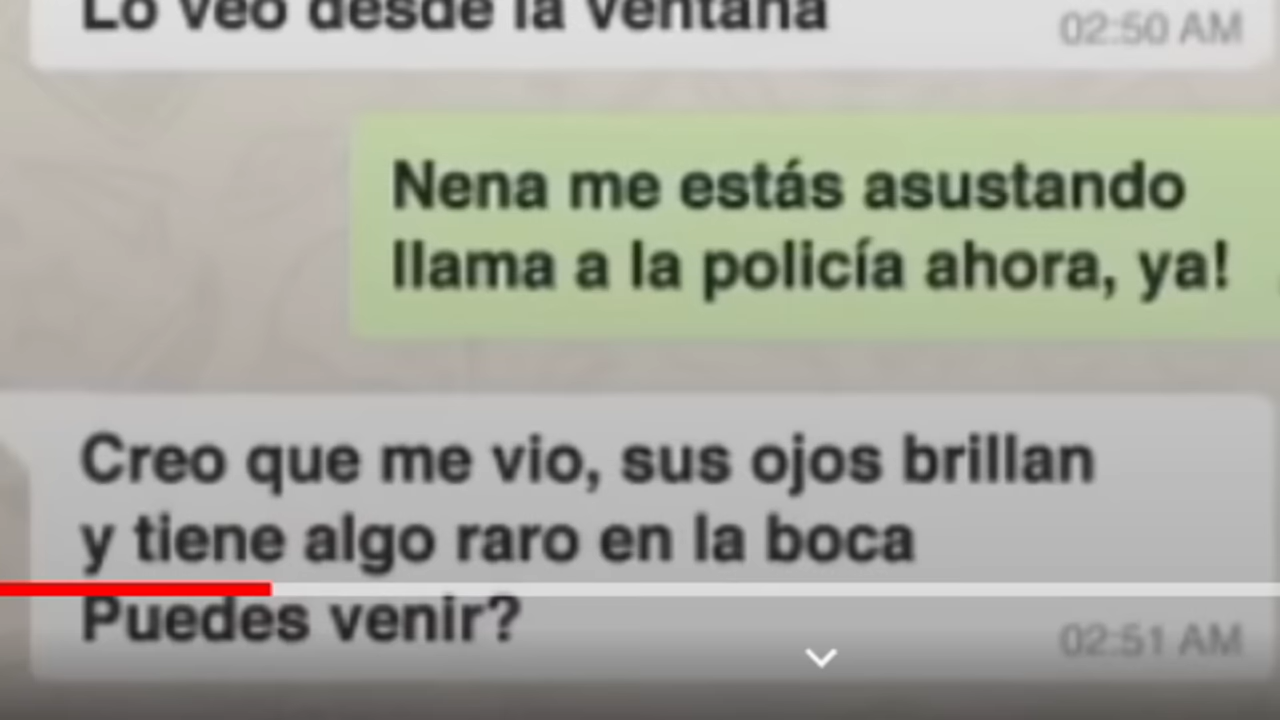 Lo veo desde la ventana
02:50 AM
Nena me estás asustando
llama a la policía ahora, ya!
Creo que me vio, sus ojos brillan
y tiene algo raro en la boca
Puedes venir?
02:51 AM